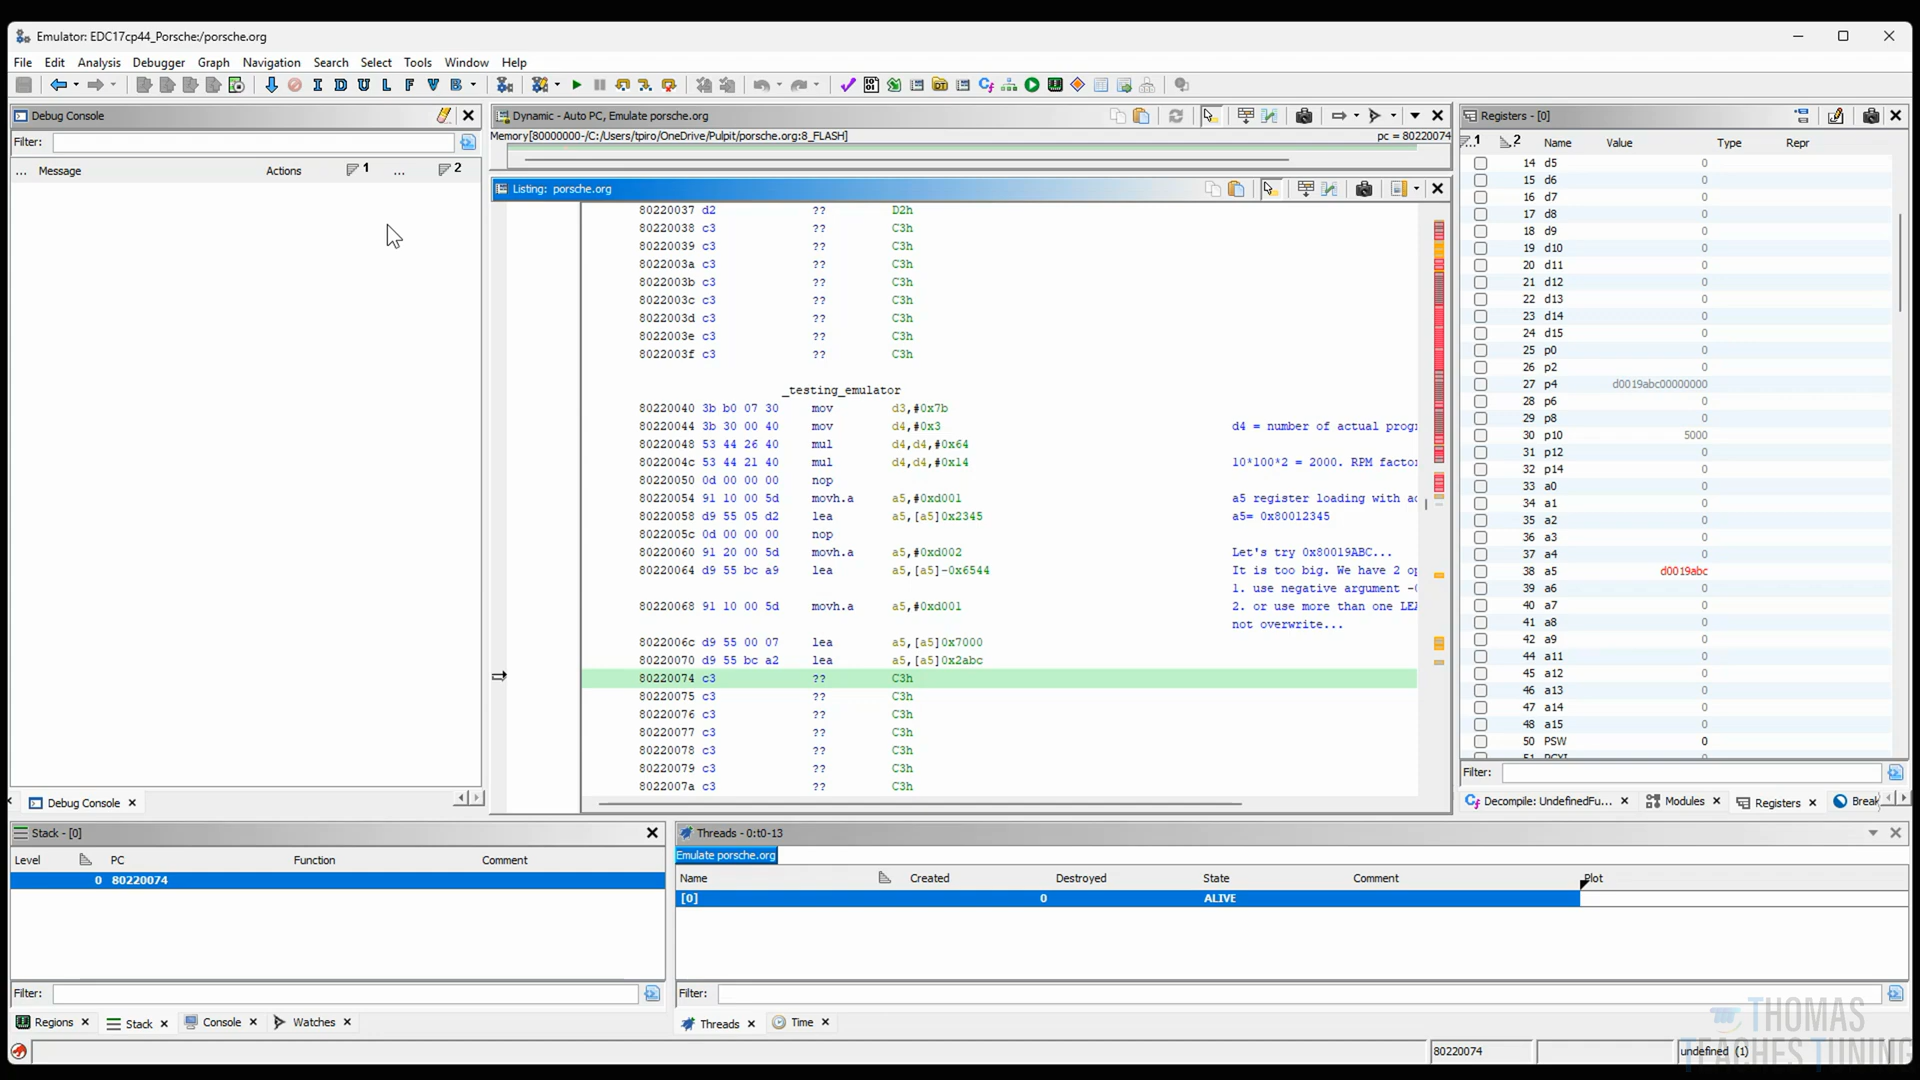 Emulator: EDC17cp44_Porsche:/porsche.org
File Edit Analysis Debugger Graph Navigation Search Select Tools Window Help
I D U L F V B
Debug Console
Filter:
... Message Actions 1 ... 2
Debug Console
Dynamic - Auto PC, Emulate porsche.org
Memory[80000000-/C:/Users/tpiro/OneDrive/Pulpit/porsche.org:8_FLASH] pc = 80220074
Listing: porsche.org
80220037 d2 ?? D2h
80220038 c3 ?? C3h
80220039 c3 ?? C3h
8022003a c3 ?? C3h
8022003b c3 ?? C3h
8022003c c3 ?? C3h
8022003d c3 ?? C3h
8022003e c3 ?? C3h
8022003f c3 ?? C3h
_testing_emulator
80220040 3b b0 07 30 mov d3,#0x7b
80220044 3b 30 00 40 mov d4,#0x3 d4 = number of actual progr
80220048 53 44 26 40 mul d4,d4,#0x64
8022004c 53 44 21 40 mul d4,d4,#0x14 10*100*2 = 2000. RPM factor
80220050 0d 00 00 00 nop
80220054 91 10 00 5d movh.a a5,#0xd001 a5 register loading with ad
80220058 d9 55 05 d2 lea a5,[a5]0x2345 a5= 0x80012345
8022005c 0d 00 00 00 nop
80220060 91 20 00 5d movh.a a5,#0xd002 Let's try 0x80019ABC...
80220064 d9 55 bc a9 lea a5,[a5]-0x6544 It is too big. We have 2 op
1. use negative argument -
80220068 91 10 00 5d movh.a a5,#0xd001 2. or use more than one LEA
not overwrite...
8022006c d9 55 00 07 lea a5,[a5]0x7000
80220070 d9 55 bc a2 lea a5,[a5]0x2abc
80220074 c3 ?? C3h
80220075 c3 ?? C3h
80220076 c3 ?? C3h
80220077 c3 ?? C3h
80220078 c3 ?? C3h
80220079 c3 ?? C3h
8022007a c3 ?? C3h
Registers - [0]
1 2 Name Value Type Repr
14 d5 0
15 d6 0
16 d7 0
17 d8 0
18 d9 0
19 d10 0
20 d11 0
21 d12 0
22 d13 0
23 d14 0
24 d15 0
25 p0 0
26 p2 0
27 p4 d0019abc00000000
28 p6 0
29 p8 0
30 p10 5000
31 p12 0
32 p14 0
33 a0 0
34 a1 0
35 a2 0
36 a3 0
37 a4 0
38 a5 d0019abc
39 a6 0
40 a7 0
41 a8 0
42 a9 0
44 a11 0
45 a12 0
46 a13 0
47 a14 0
48 a15 0
50 PSW 0
Filter:
Decompile: UndefinedFu... Modules Registers Break
Stack - [0]
Level PC Function Comment
0 80220074
Filter:
Regions Stack Console Watches
Threads - 0:t0-13
Emulate porsche.org
Name Created Destroyed State Comment Plot
[0] 0 ALIVE
Filter:
Threads Time
80220074 undefined (1)
THOMAS
TEACHES TUNING